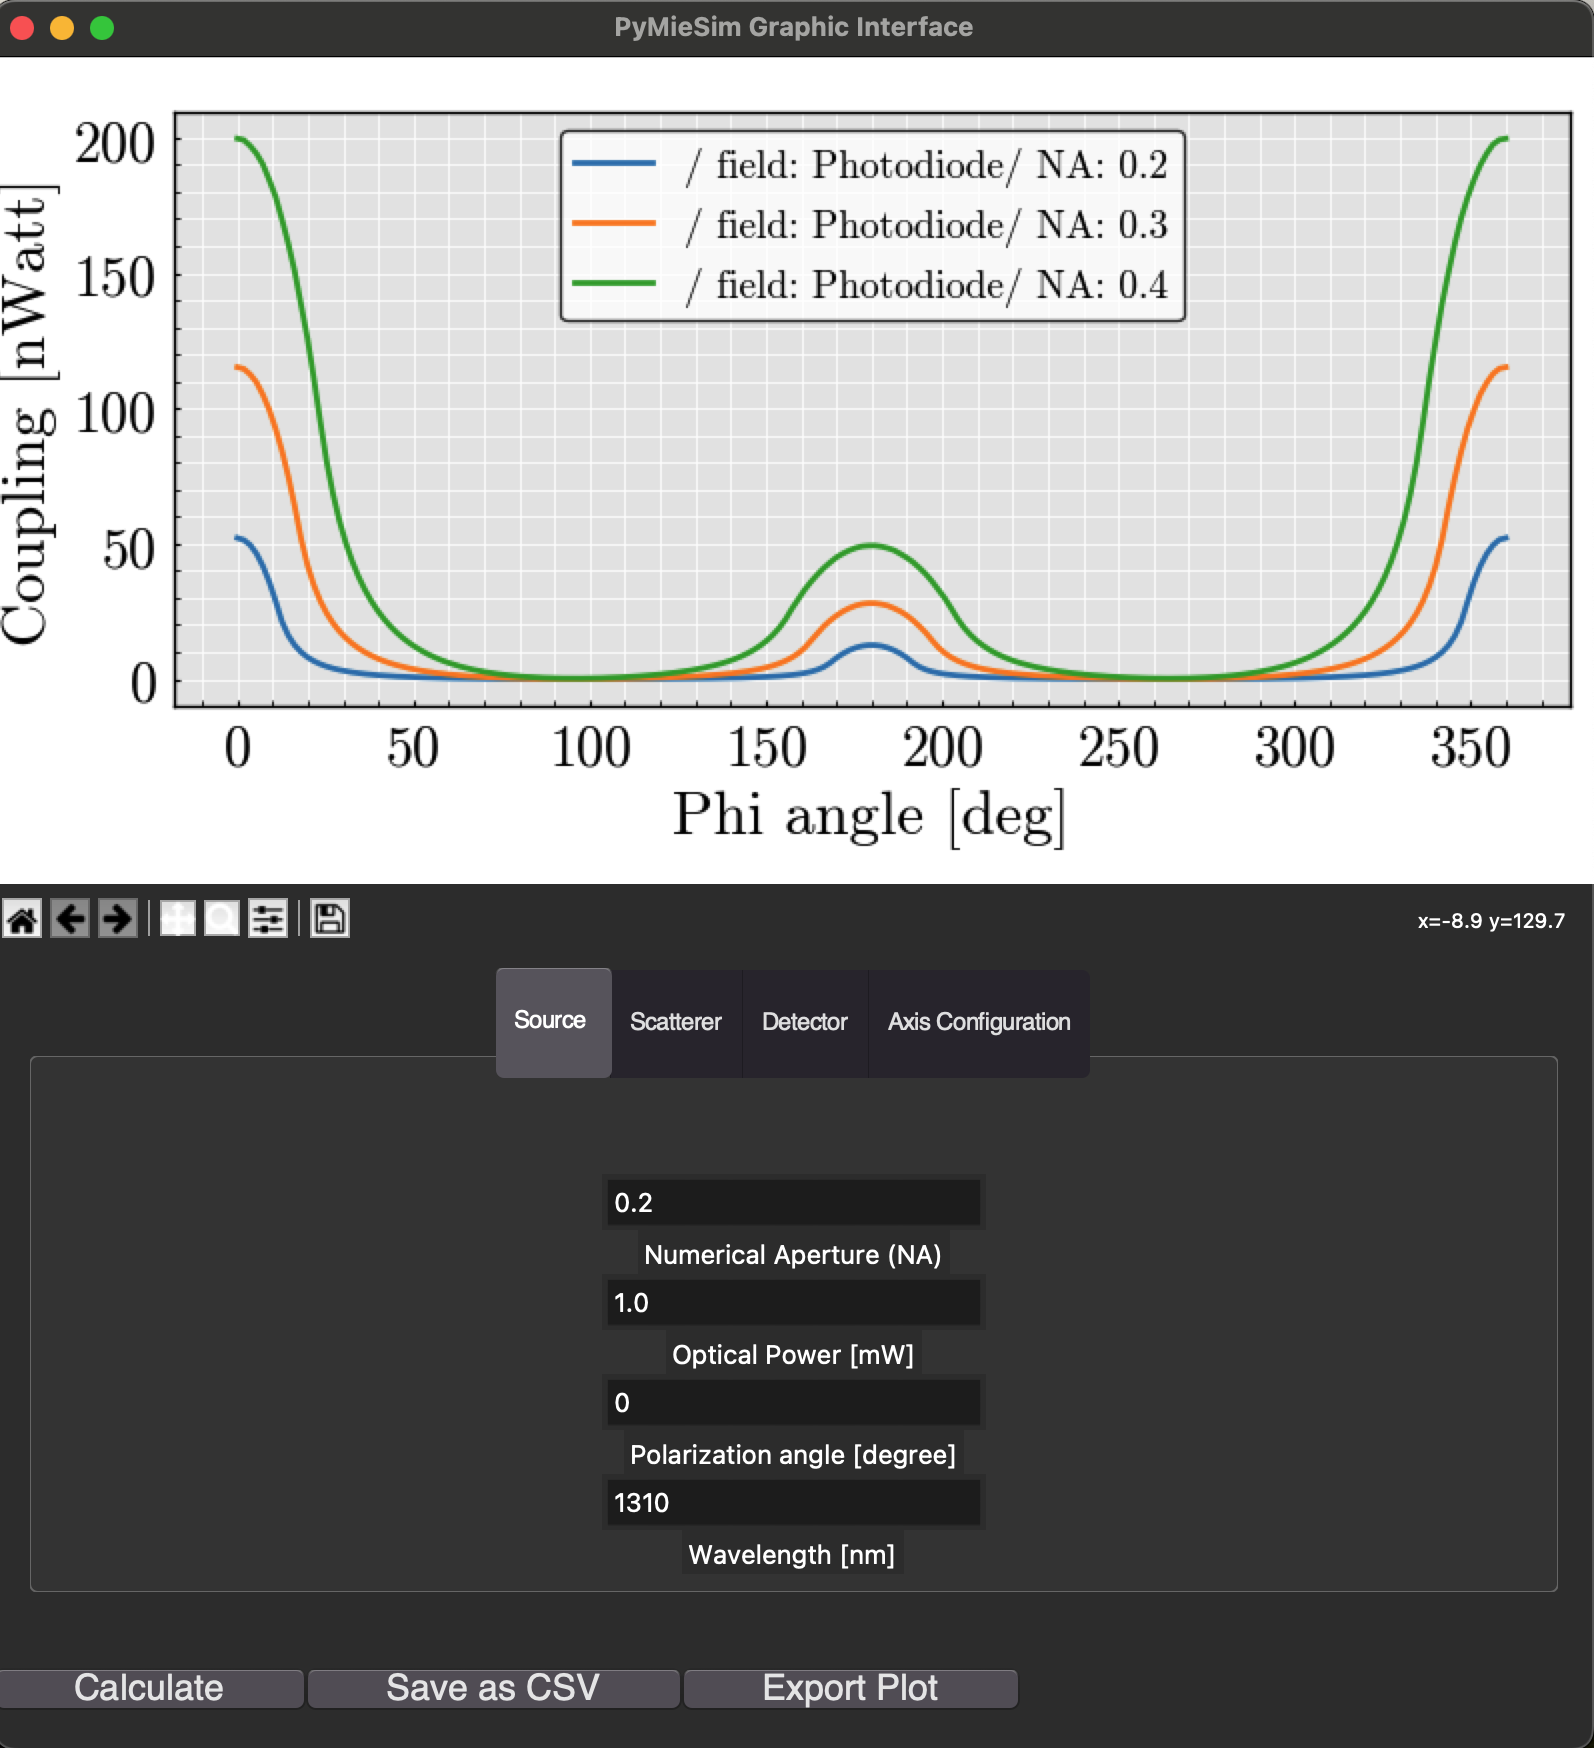 PyMieSim Graphic Interface
Coupling [nWatt]
200
150
100
50
0
/ field: Photodiode/ NA: 0.2
/ field: Photodiode/ NA: 0.3
/ field: Photodiode/ NA: 0.4
0 50 100 150 200 250 300 350
Phi angle [deg]
x=-8.9 y=129.7
Source Scatterer Detector Axis Configuration
0.2
Numerical Aperture (NA)
1.0
Optical Power [mW]
0
Polarization angle [degree]
1310
Wavelength [nm]
Calculate Save as CSV Export Plot